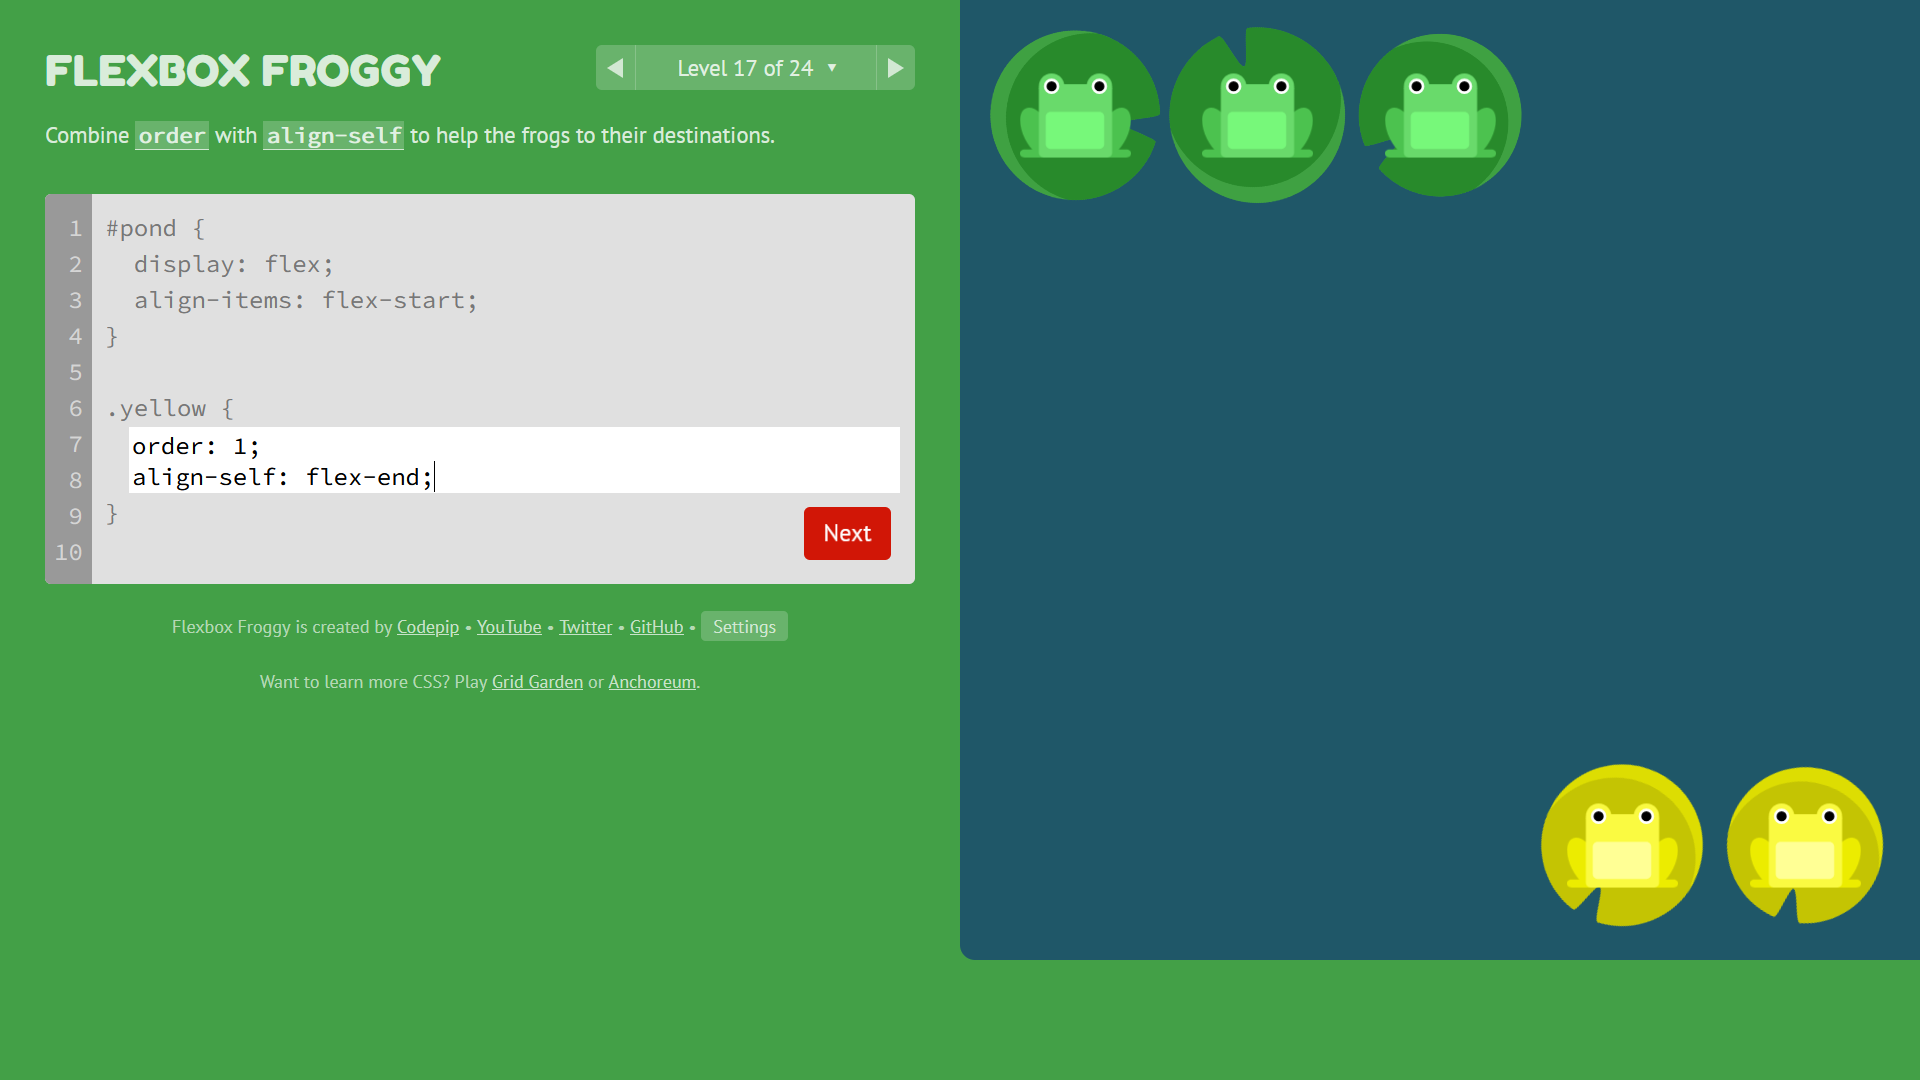 FLEXBOX FROGGY
Level 17 of 24 ▼
Combine order with align-self to help the frogs to their destinations.
1 #pond {
2 display: flex;
3 align-items: flex-start;
4 }
5
6 .yellow {
7 order: 1;
8 align-self: flex-end;
9 }
10
Next
Flexbox Froggy is created by Codepip • YouTube • Twitter • GitHub • Settings
Want to learn more CSS? Play Grid Garden or Anchoreum.